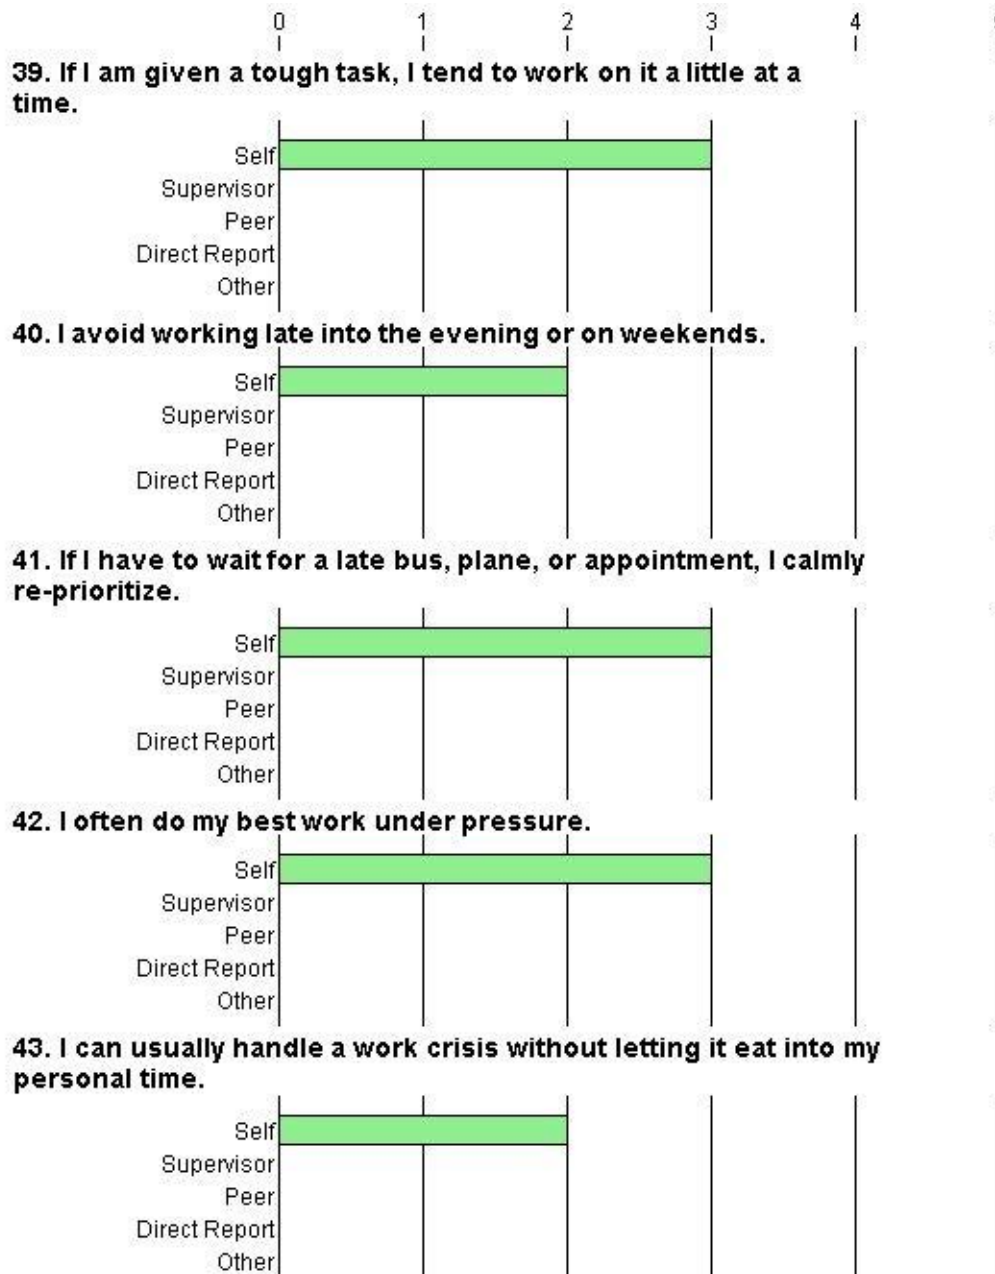 0 1 2 3 4
39. If I am given a tough task, I tend to work on it a little at a
time.
Self
Supervisor
Peer
Direct Report
Other
40. I avoid working late into the evening or on weekends.
Self
Supervisor
Peer
Direct Report
Other
41. If I have to wait for a late bus, plane, or appointment, I calmly
re-prioritize.
Self
Supervisor
Peer
Direct Report
Other
42. I often do my best work under pressure.
Self
Supervisor
Peer
Direct Report
Other
43. I can usually handle a work crisis without letting it eat into my
personal time.
Self
Supervisor
Peer
Direct Report
Other